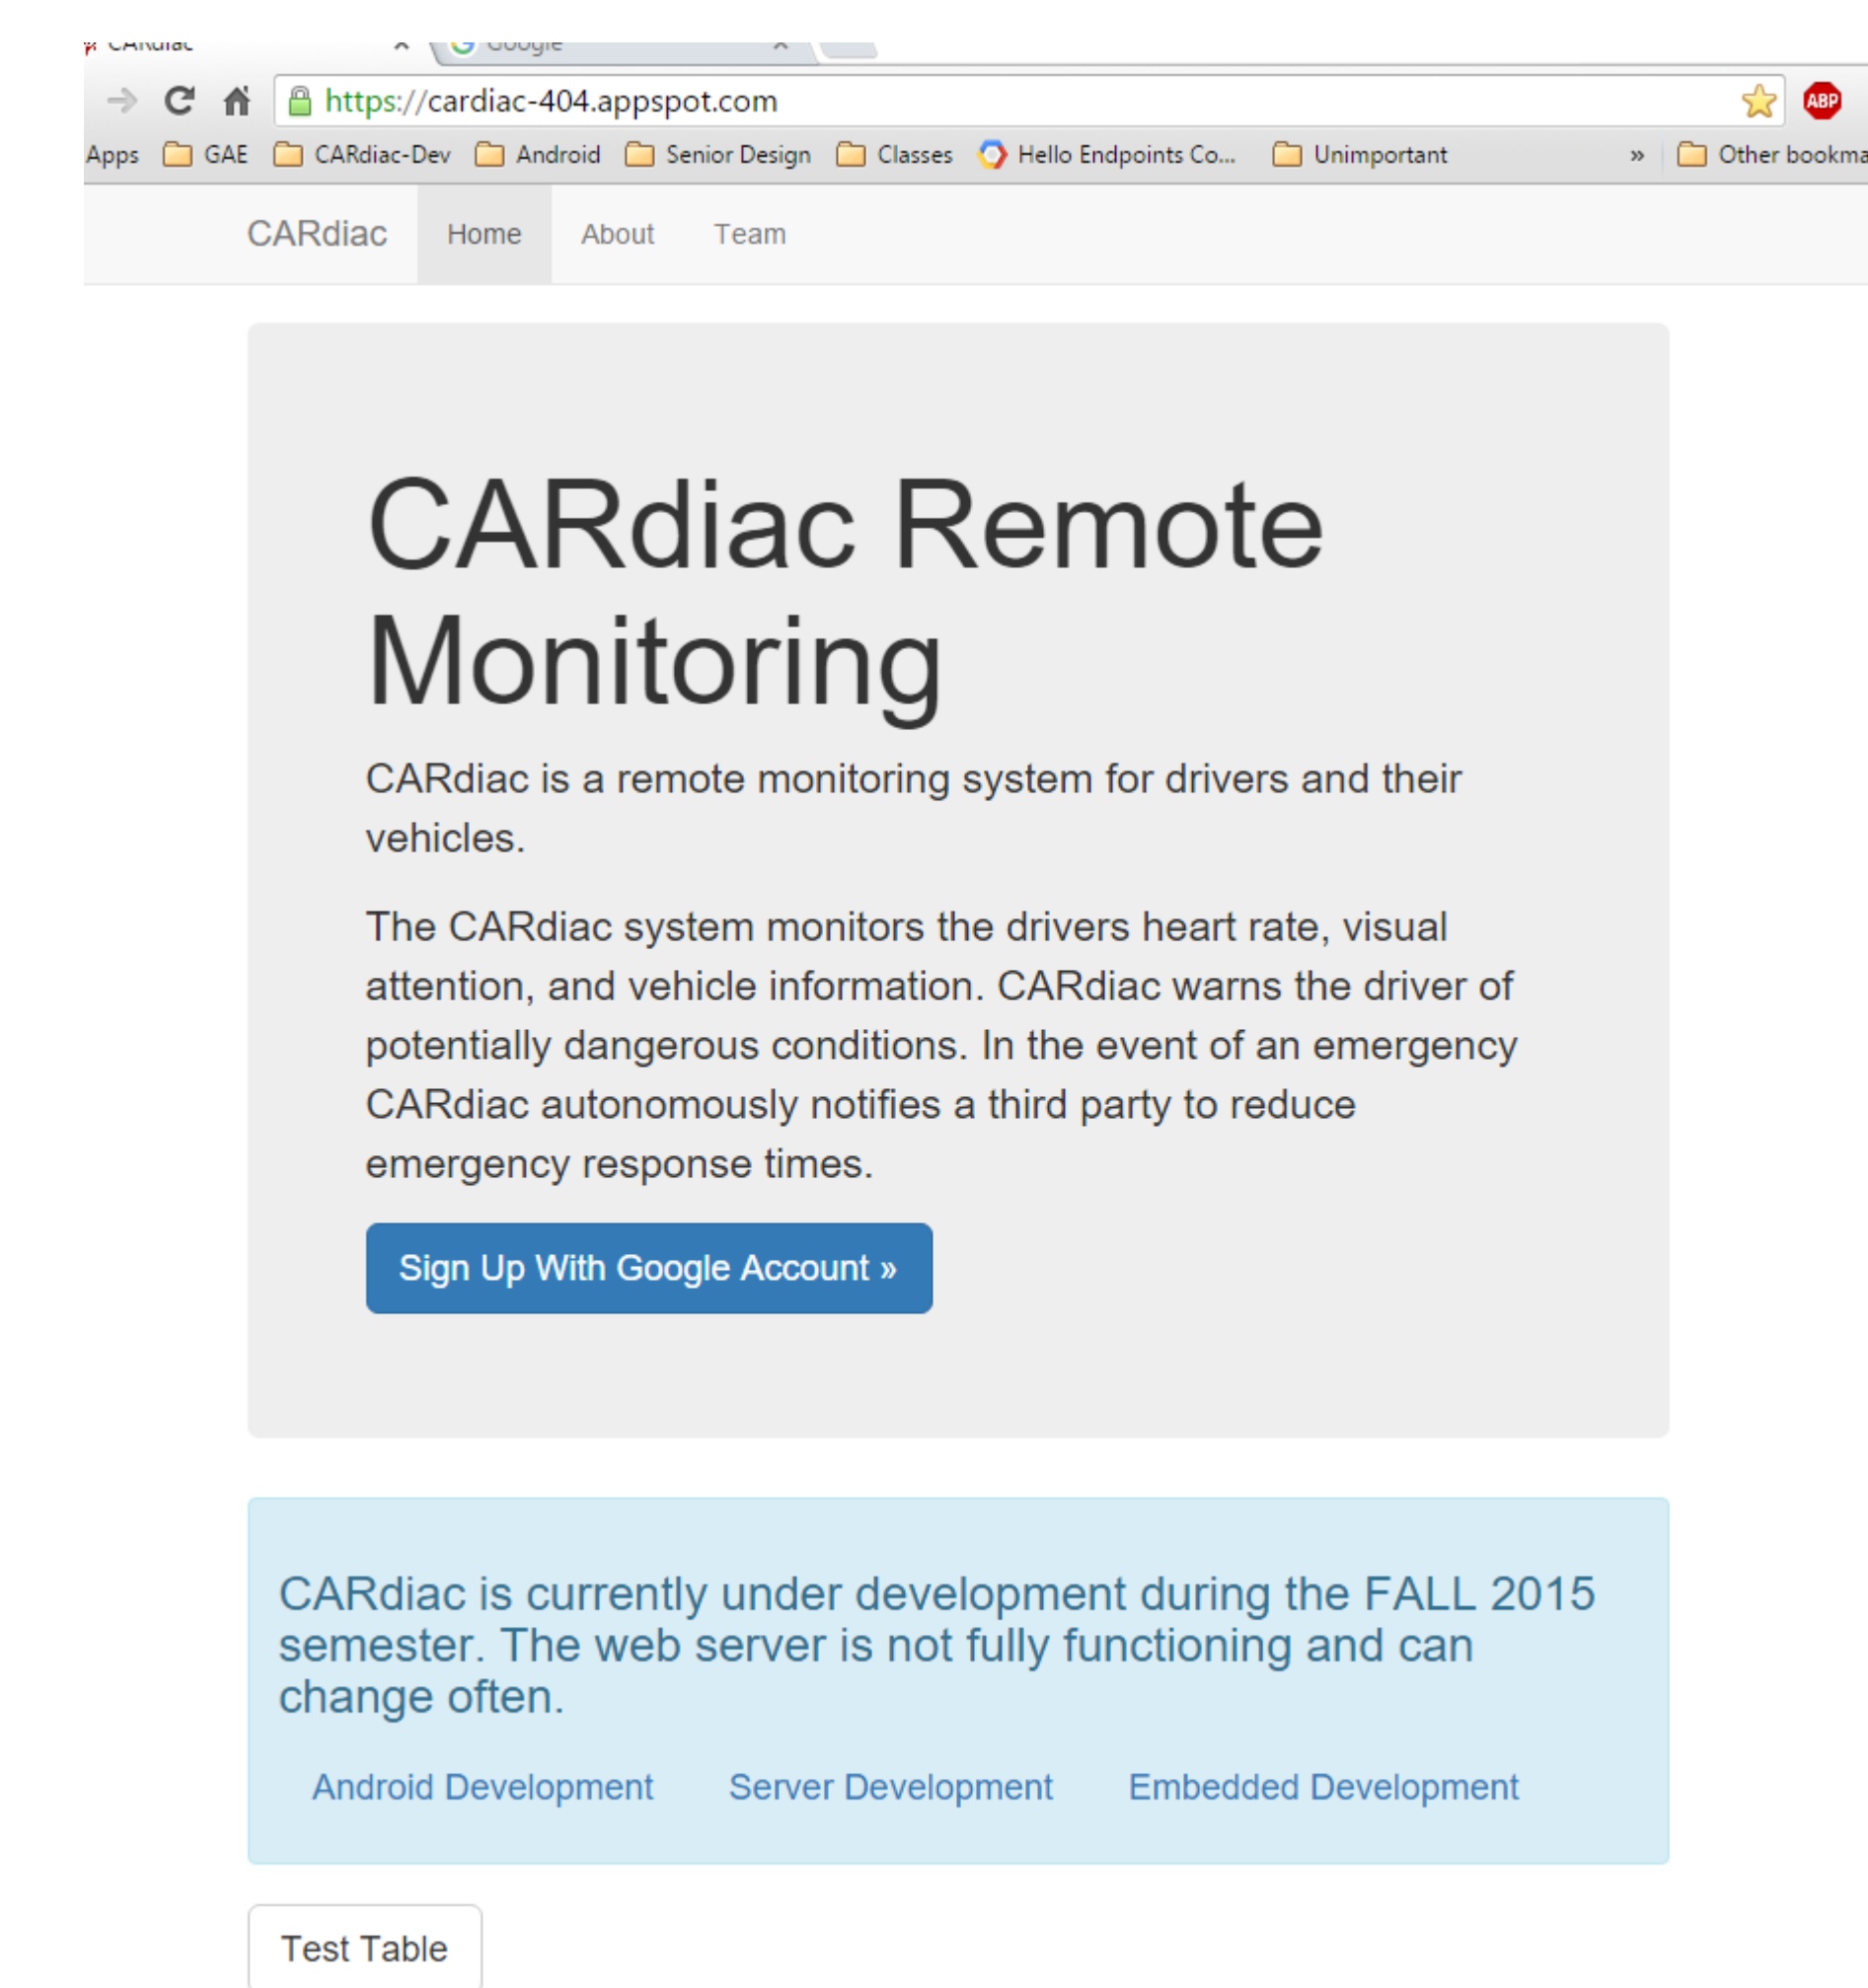 CARdiac Google
https://cardiac-404.appspot.com ABP
Apps GAE CARdiac-Dev Android Senior Design Classes Hello Endpoints Co... Unimportant » Other bookma
CARdiac Home About Team
CARdiac Remote
Monitoring
CARdiac is a remote monitoring system for drivers and their
vehicles.
The CARdiac system monitors the drivers heart rate, visual
attention, and vehicle information. CARdiac warns the driver of
potentially dangerous conditions. In the event of an emergency
CARdiac autonomously notifies a third party to reduce
emergency response times.
Sign Up With Google Account »
CARdiac is currently under development during the FALL 2015
semester. The web server is not fully functioning and can
change often.
Android Development Server Development Embedded Development
Test Table